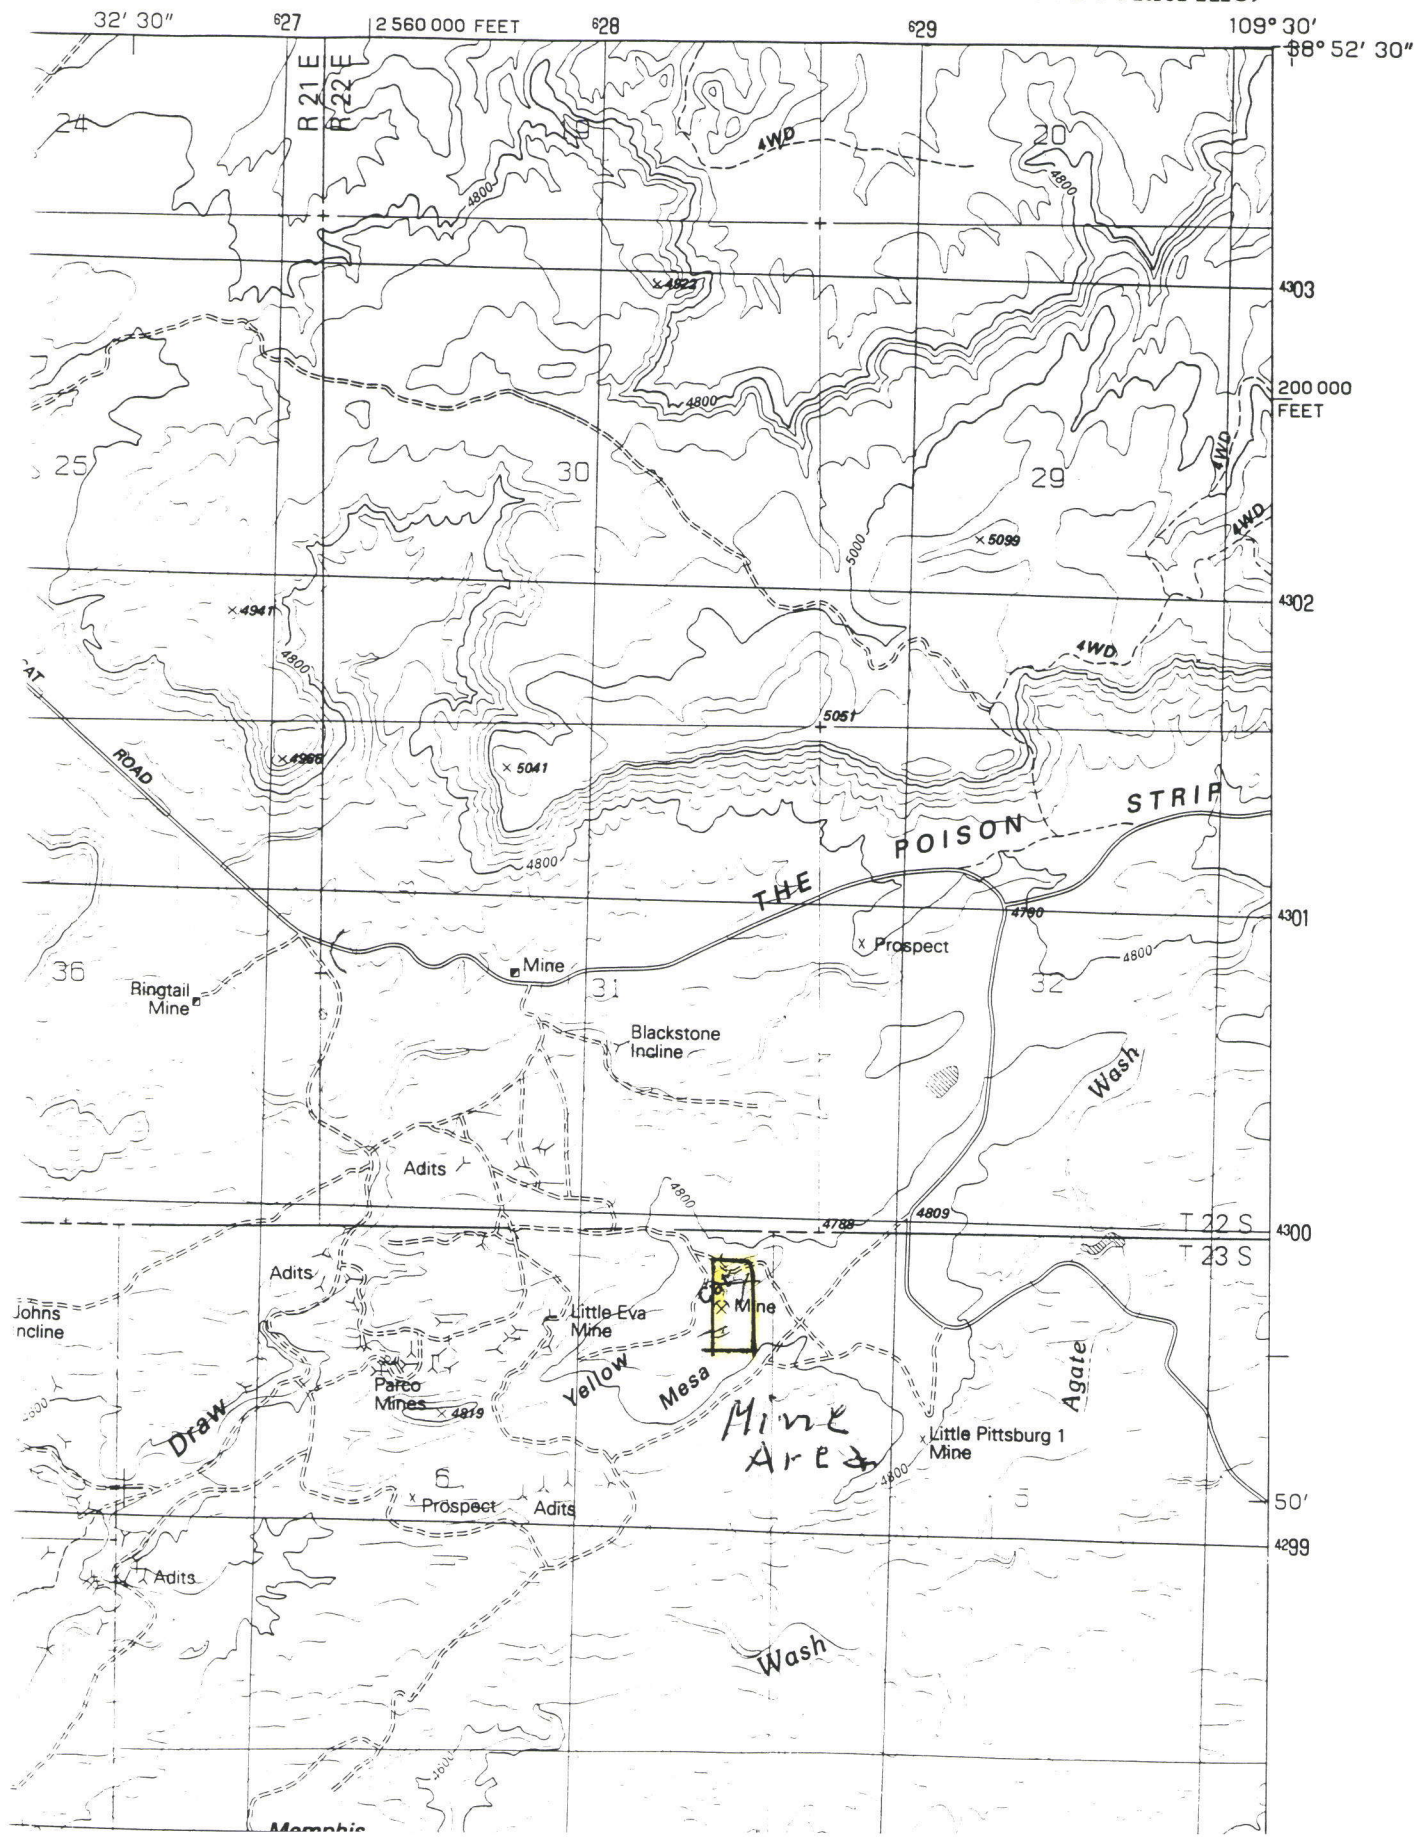 32' 30"
⁶27
2 560 000 FEET
⁶28
⁶29
109° 30'
38° 52' 30"
R 21 E
R 22 E
24
20
4WD
4800
4800
4822
4303
200 000
FEET
4800
4WD
25
30
29
4WD
5000
5099
4941
4302
4800
4WD
5051
4966
5041
ROAD
THE POISON STRIP
4800
4790
4301
Prospect
4800
36
Mine
31
32
Ringtail
Mine
Blackstone
Incline
Wash
Adits
4800
4788
4809
T 22 S
4300
T 23 S
Adits
Cat
Mine
Johns
Little Eva
Mine
Yellow
Mesa
Agate
Parco
Mines
4819
Draw
Mine
Area
Little Pittsburg 1
Mine
4800
6
5
50'
Prospect
Adits
4299
Adits
Wash
4600
Memphis